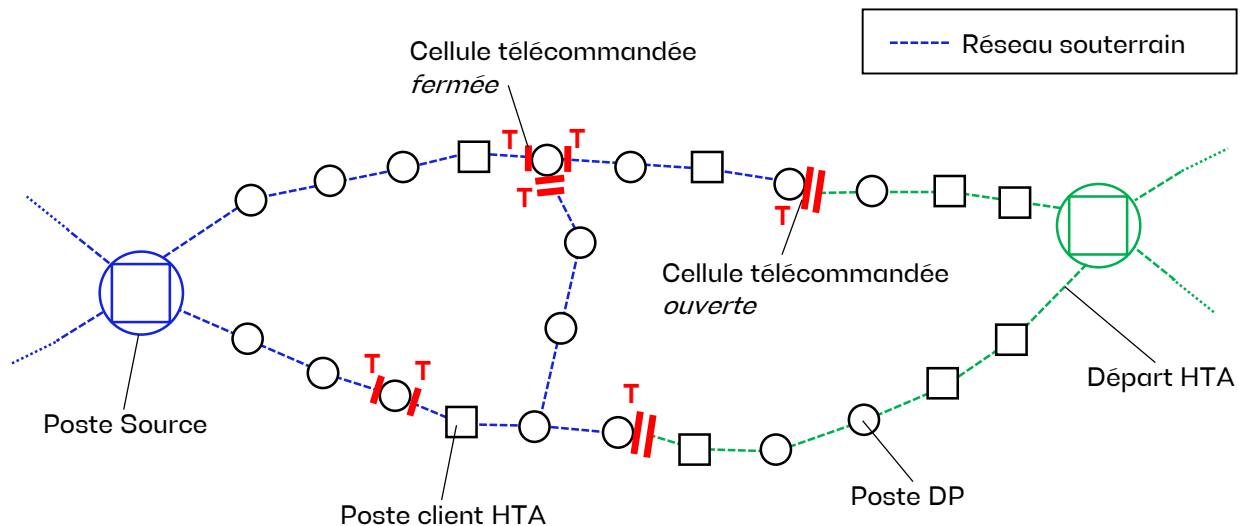 Réseau souterrain
Cellule télécommandée
fermée
T
T
T
T
Cellule télécommandée
ouverte
T
T
T
Départ HTA
Poste Source
Poste DP
Poste client HTA